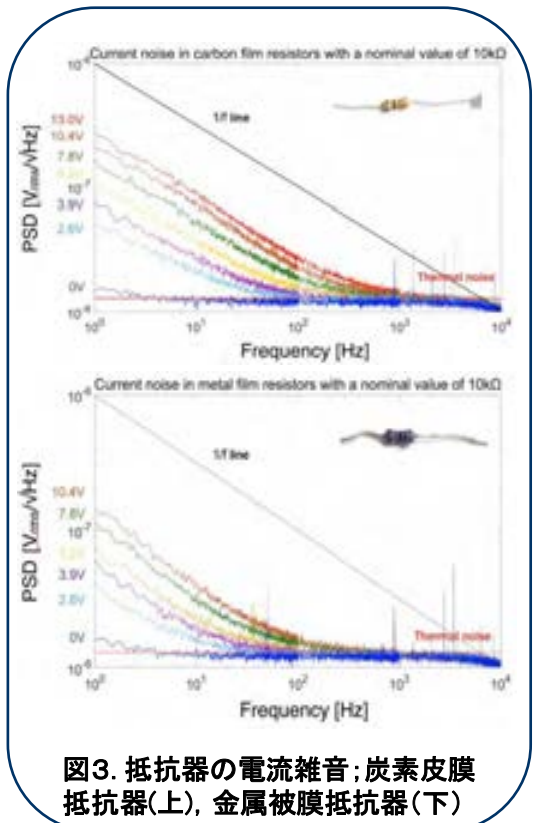 Current noise in carbon film resistors with a nominal value of 10kΩ
10⁻⁶
1/f line
13.0V
10.4V
7.8V
10⁻⁷
3.9V
2.6V
Thermal noise
0V
10⁻⁸
10⁰ 10¹ 10² 10³ 10⁴
PSD [Vrms/√Hz]
Frequency [Hz]
Current noise in metal film resistors with a nominal value of 10kΩ
1/f line
10.4V
7.8V
10⁻⁷
3.9V
2.6V
Thermal noise
0V
10⁰ 10¹ 10² 10³ 10⁴
PSD [Vrms/√Hz]
Frequency [Hz]
図3. 抵抗器の電流雑音;炭素皮膜
抵抗器(上), 金属被膜抵抗器(下)